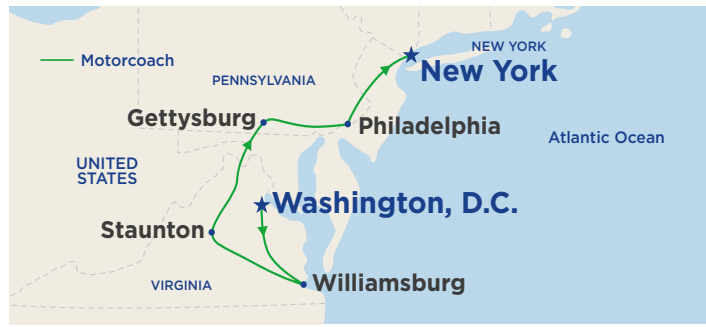 NEW YORK
Motorcoach
New York
PENNSYLVANIA
Gettysburg
Philadelphia
Atlantic Ocean
UNITED
STATES
Washington, D.C.
Staunton
VIRGINIA
Williamsburg